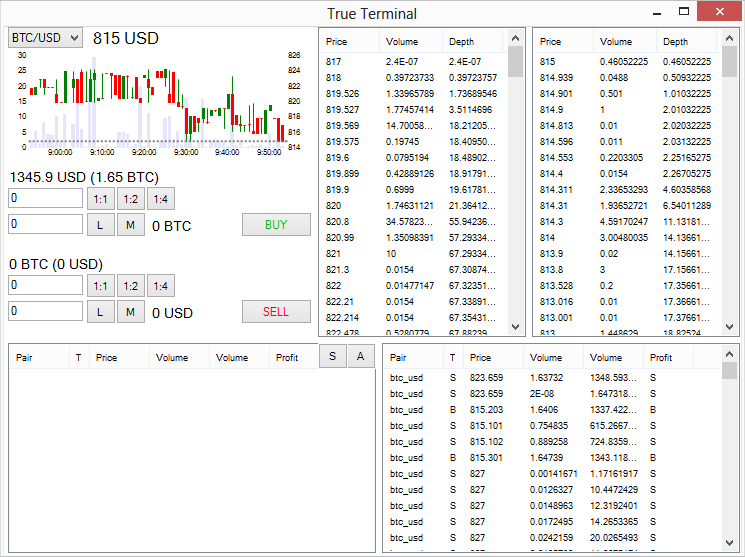 True Terminal
BTC/USD 815 USD
30 826
25 824
20 822
15 820
10 818
5 816
0 814
9:00:00 9:10:00 9:20:00 9:30:00 9:40:00 9:50:00
1345.9 USD (1.65 BTC)
0 1:1 1:2 1:4
0 L M 0 BTC BUY
0 BTC (0 USD)
0 1:1 1:2 1:4
0 L M 0 USD SELL
Price Volume Depth
817 2.4E-07 2.4E-07
818 0.39723733 0.39723757
819.526 1.33965789 1.73689546
819.527 1.77457414 3.5114696
819.569 14.70058... 18.21205...
819.575 0.19745 18.40950...
819.6 0.0795194 18.48902...
819.899 0.42889126 18.91791...
819.9 0.6999 19.61781...
820 1.74631121 21.36412...
820.8 34.57823... 55.94236...
820.99 1.35098391 57.29334...
821 10 67.29334...
821.3 0.0154 67.30874...
822 0.01477147 67.32351...
822.21 0.0154 67.33891...
822.214 0.0154 67.35431...
822.478 0.5280779 67.88239
Price Volume Depth
815 0.46052225 0.46052225
814.939 0.0488 0.50932225
814.901 0.501 1.01032225
814.9 1 2.01032225
814.813 0.01 2.02032225
814.596 0.011 2.03132225
814.553 0.2203305 2.25165275
814.4 0.0154 2.26705275
814.311 2.33653293 4.60358568
814.31 1.93652721 6.54011289
814.3 4.59170247 11.13181...
814 3.00480035 14.13661...
813.9 0.02 14.15661...
813.8 3 17.15661...
813.528 0.2 17.35661...
813.016 0.01 17.36661...
813.001 0.01 17.37661...
813 1.448629 18.82524
Pair T Price Volume Volume Profit S A
Pair T Price Volume Volume Profit
btc_usd S 823.659 1.63732 1348.593... S
btc_usd S 823.659 2E-08 1.647318... S
btc_usd B 815.203 1.6406 1337.422... B
btc_usd S 815.101 0.754835 615.2667... S
btc_usd S 815.102 0.889258 724.8359... S
btc_usd B 815.301 1.64739 1343.118... B
btc_usd S 827 0.00141671 1.17161917 S
btc_usd S 827 0.0126327 10.4472429 S
btc_usd S 827 0.0148963 12.3192401 S
btc_usd S 827 0.0172495 14.2653365 S
btc_usd S 827 0.0242159 20.0265493 S